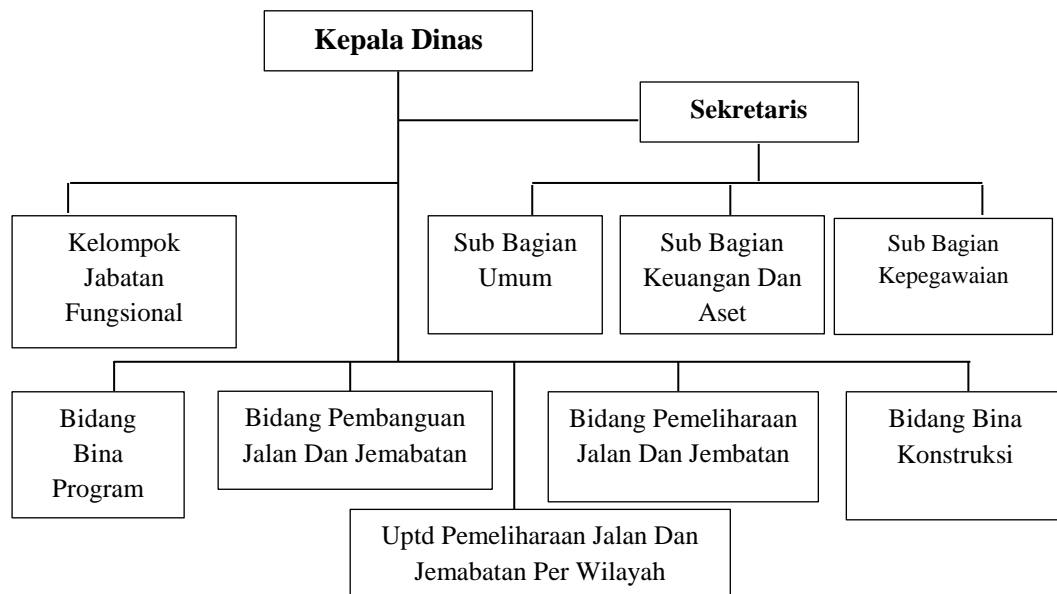 Kepala Dinas
Sekretaris
Kelompok
Jabatan
Fungsional
Sub Bagian
Umum
Sub Bagian
Keuangan Dan
Aset
Sub Bagian
Kepegawaian
Bidang
Bina
Program
Bidang Pembanguan
Jalan Dan Jemabatan
Bidang Pemeliharaan
Jalan Dan Jembatan
Bidang Bina
Konstruksi
Uptd Pemeliharaan Jalan Dan
Jemabatan Per Wilayah